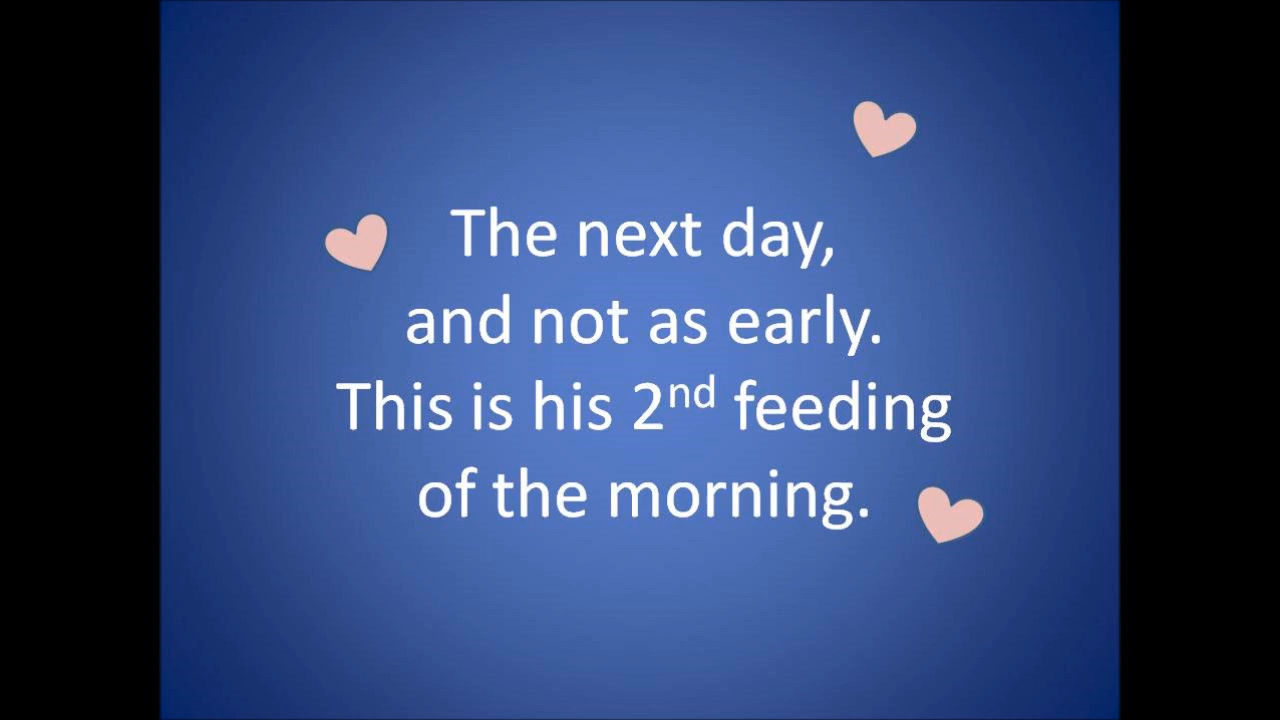 The next day,
and not as early.
This is his 2nd feeding
of the morning.